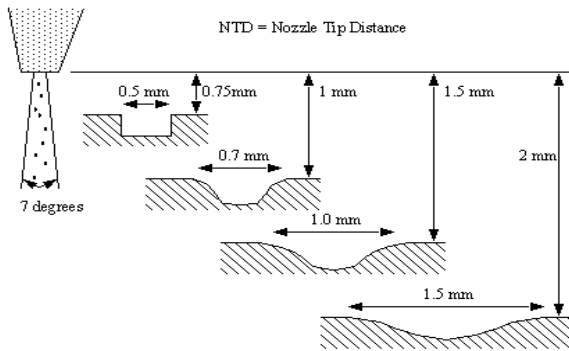 NTD = Nozzle Tip Distance
0.5 mm
0.75mm
1 mm
1.5 mm
2 mm
0.7 mm
7 degrees
1.0 mm
1.5 mm